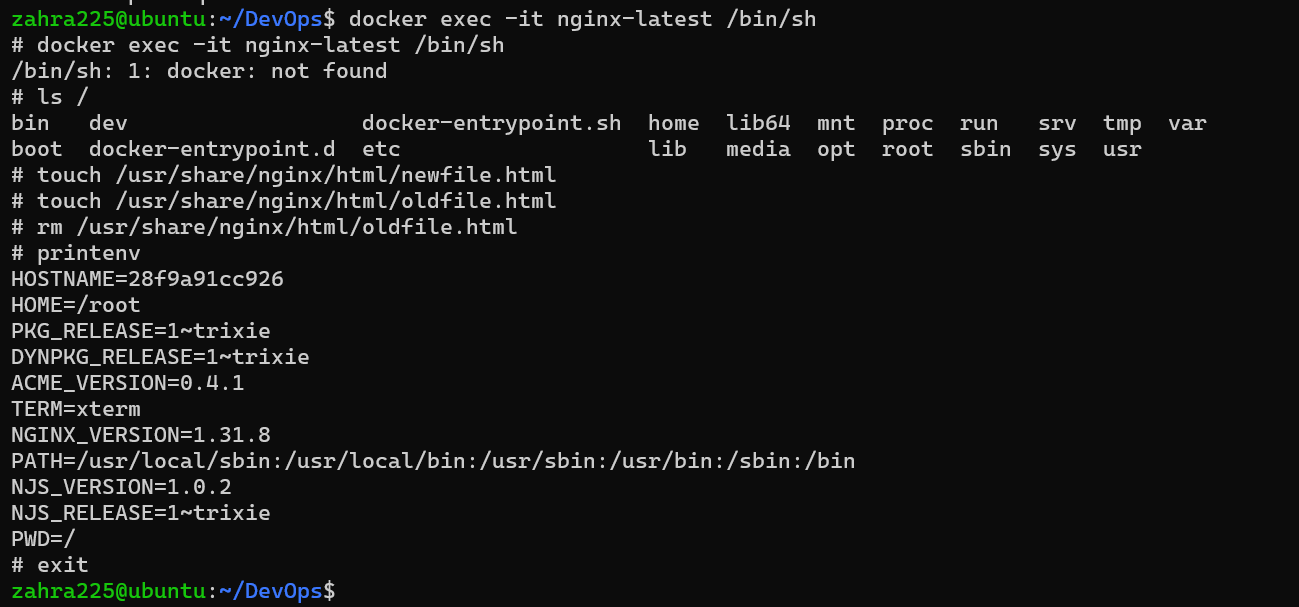 zahra225@ubuntu:~/DevOps$ docker exec -it nginx-latest /bin/sh
# docker exec -it nginx-latest /bin/sh
/bin/sh: 1: docker: not found
# ls /
bin   dev                  docker-entrypoint.sh  home  lib64  mnt  proc  run   srv  tmp  var
boot  docker-entrypoint.d  etc                   lib   media  opt  root  sbin  sys  usr
# touch /usr/share/nginx/html/newfile.html
# touch /usr/share/nginx/html/oldfile.html
# rm /usr/share/nginx/html/oldfile.html
# printenv
HOSTNAME=28f9a91cc926
HOME=/root
PKG_RELEASE=1~trixie
DYNPKG_RELEASE=1~trixie
ACME_VERSION=0.4.1
TERM=xterm
NGINX_VERSION=1.31.8
PATH=/usr/local/sbin:/usr/local/bin:/usr/sbin:/usr/bin:/sbin:/bin
NJS_VERSION=1.0.2
NJS_RELEASE=1~trixie
PWD=/
# exit
zahra225@ubuntu:~/DevOps$